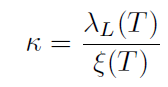 κ = λ_L(T) / ξ(T)